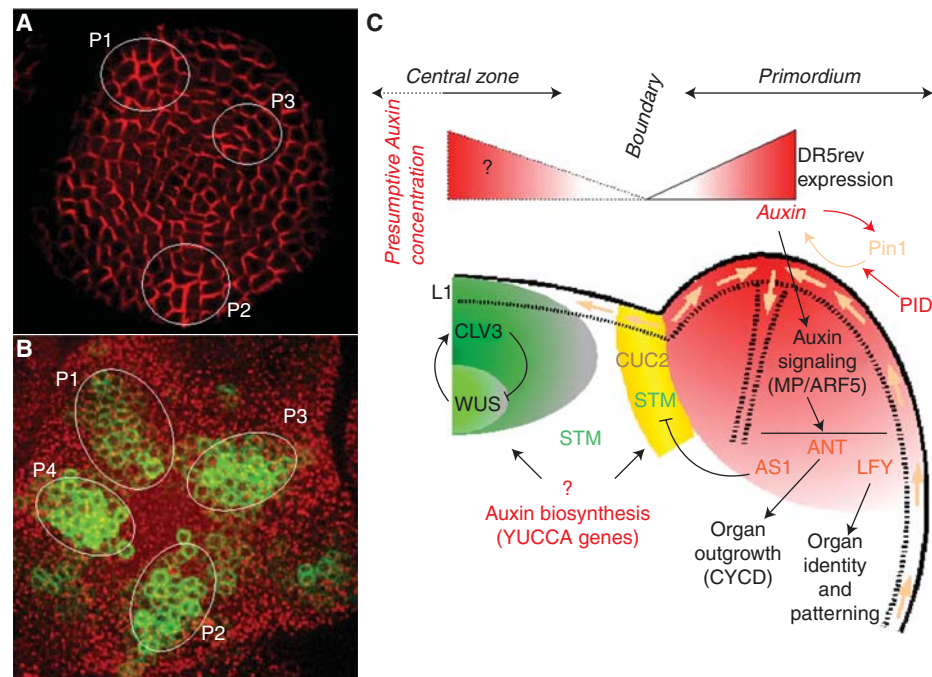 A
P1
P3
P2
B
P1
P3
P4
P2
C
Central zone
Boundary
Primordium
Presumptive Auxin
concentration
?
DR5rev
expression
Auxin
Pin1
PID
L1
CLV3
WUS
CUC2
STM
STM
Auxin
signaling
(MP/ARF5)
ANT
AS1
LFY
?
Auxin biosynthesis
(YUCCA genes)
Organ
outgrowth
(CYCD)
Organ
identity
and
patterning